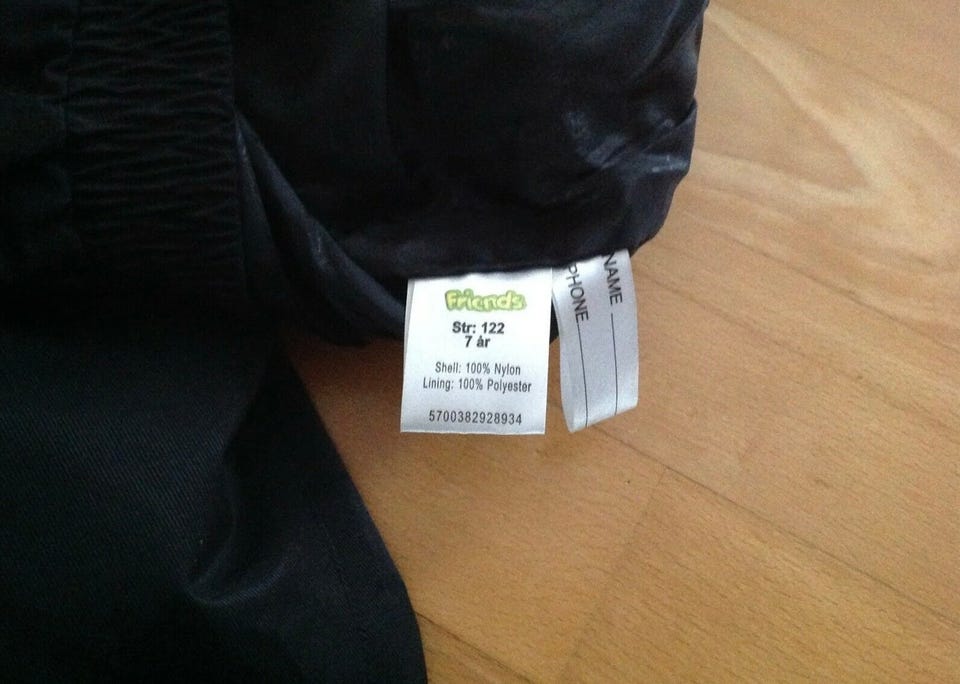 Friends
Str: 122
7 år
Shell: 100% Nylon
Lining: 100% Polyester
5700382928934
NAME
PHONE